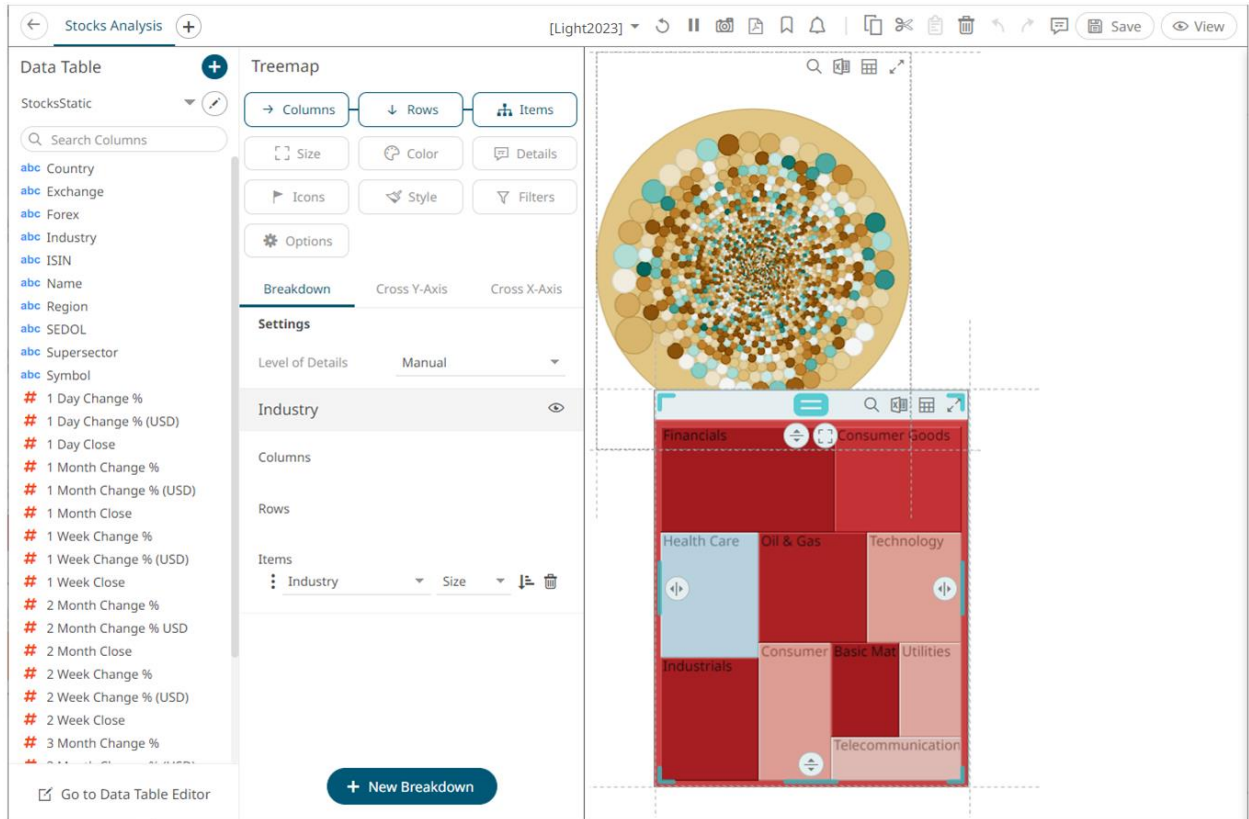 Stocks Analysis
[Light2023]
Save
View
Data Table
StocksStatic
Search Columns
abc Country
abc Exchange
abc Forex
abc Industry
abc ISIN
abc Name
abc Region
abc SEDOL
abc Supersector
abc Symbol
# 1 Day Change %
# 1 Day Change % (USD)
# 1 Day Close
# 1 Month Change %
# 1 Month Change % (USD)
# 1 Month Close
# 1 Week Change %
# 1 Week Change % (USD)
# 1 Week Close
# 2 Month Change %
# 2 Month Change % USD
# 2 Month Close
# 2 Week Change %
# 2 Week Change % (USD)
# 2 Week Close
# 3 Month Change %
Go to Data Table Editor
Treemap
Columns
Rows
Items
Size
Color
Details
Icons
Style
Filters
Options
Breakdown
Cross Y-Axis
Cross X-Axis
Settings
Level of Details
Manual
Industry
Columns
Rows
Items
Industry
Size
+ New Breakdown
Financials
Consumer Goods
Health Care
Oil & Gas
Technology
Industrials
Consumer
Basic Mat
Utilities
Telecommunication